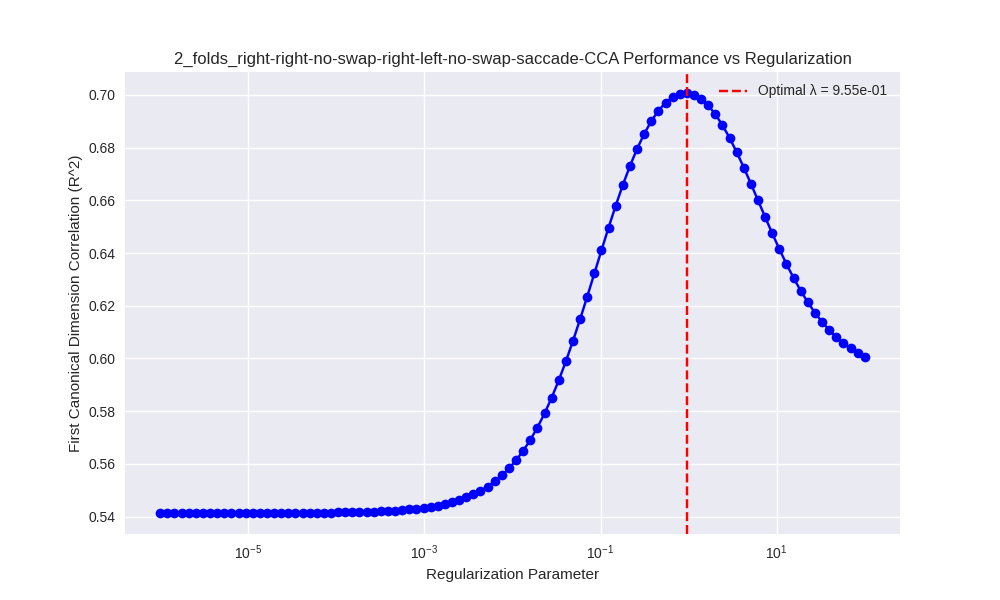 2_folds_right-right-no-swap-right-left-no-swap-saccade-CCA Performance vs Regularization
Optimal λ = 9.55e-01
First Canonical Dimension Correlation (R^2)
0.70
0.68
0.66
0.64
0.62
0.60
0.58
0.56
0.54
10⁻⁵ 10⁻³ 10⁻¹ 10¹
Regularization Parameter